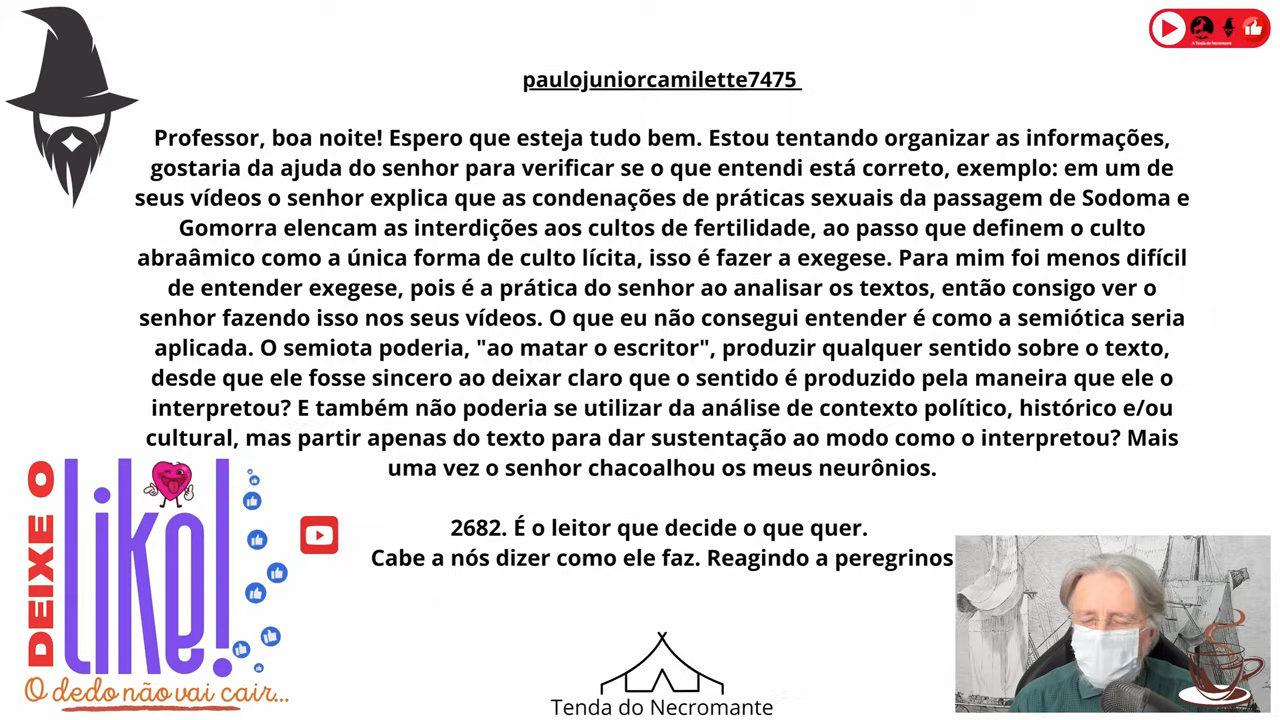 paulojuniorcamilette7475
Professor, boa noite! Espero que esteja tudo bem. Estou tentando organizar as informações,
gostaria da ajuda do senhor para verificar se o que entendi está correto, exemplo: em um de
seus vídeos o senhor explica que as condenações de práticas sexuais da passagem de Sodoma e
Gomorra elencam as interdições aos cultos de fertilidade, ao passo que definem o culto
abraâmico como a única forma de culto lícita, isso é fazer a exegese. Para mim foi menos difícil
de entender exegese, pois é a prática do senhor ao analisar os textos, então consigo ver o
senhor fazendo isso nos seus vídeos. O que eu não consegui entender é como a semiótica seria
aplicada. O semiota poderia, "ao matar o escritor", produzir qualquer sentido sobre o texto,
desde que ele fosse sincero ao deixar claro que o sentido é produzido pela maneira que ele o
interpretou? E também não poderia se utilizar da análise de contexto político, histórico e/ou
cultural, mas partir apenas do texto para dar sustentação ao modo como o interpretou? Mais
uma vez o senhor chacoalhou os meus neurônios.
2682. É o leitor que decide o que quer.
Cabe a nós dizer como ele faz. Reagindo a peregrinos
DEIXE O
like!
O dedo não vai cair...
Tenda do Necromante